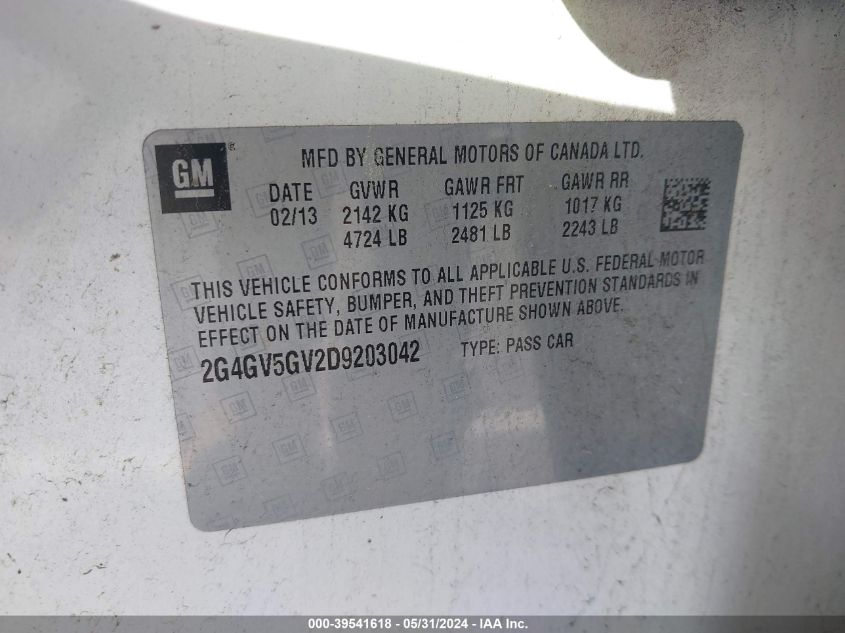 GM
MFD BY GENERAL MOTORS OF CANADA LTD.
DATE GVWR GAWR FRT GAWR RR
02/13 2142 KG 1125 KG 1017 KG
4724 LB 2481 LB 2243 LB
THIS VEHICLE CONFORMS TO ALL APPLICABLE U.S. FEDERAL MOTOR
VEHICLE SAFETY, BUMPER, AND THEFT PREVENTION STANDARDS IN
EFFECT ON THE DATE OF MANUFACTURE SHOWN ABOVE.
2G4GV5GV2D9203042 TYPE: PASS CAR
000-39541618 - 05/31/2024 - IAA Inc.